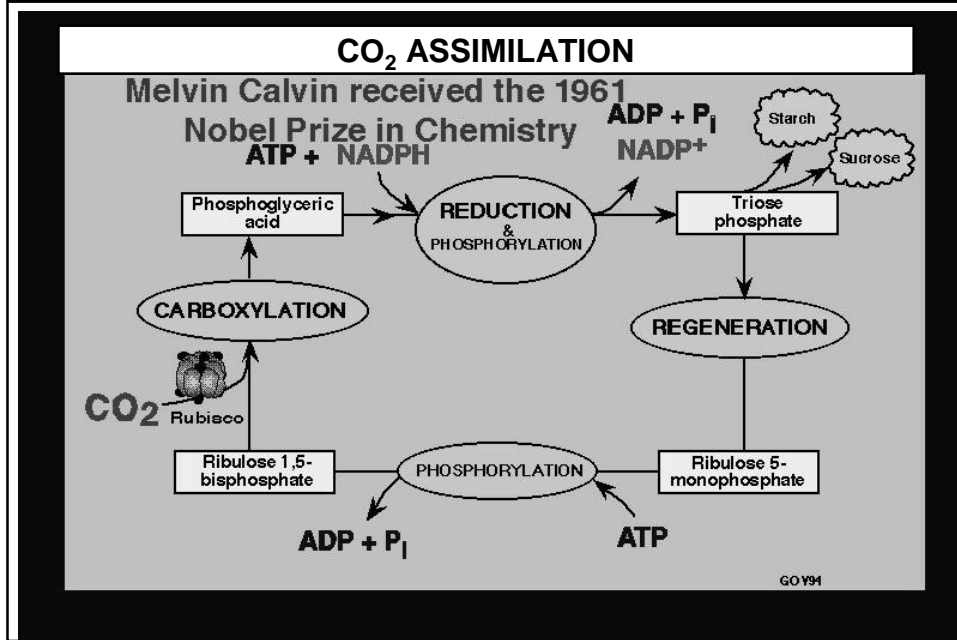 CO₂ ASSIMILATION
Melvin Calvin received the 1961
Nobel Prize in Chemistry
ATP + NADPH
ADP + Pi
NADP+
Starch
Sucrose
Phosphoglyceric
acid
REDUCTION
&
PHOSPHORYLATION
Triose
phosphate
CARBOXYLATION
REGENERATION
CO₂
Rubisco
Ribulose 1,5-
bisphosphate
PHOSPHORYLATION
Ribulose 5-
monophosphate
ADP + Pi
ATP
GOV94